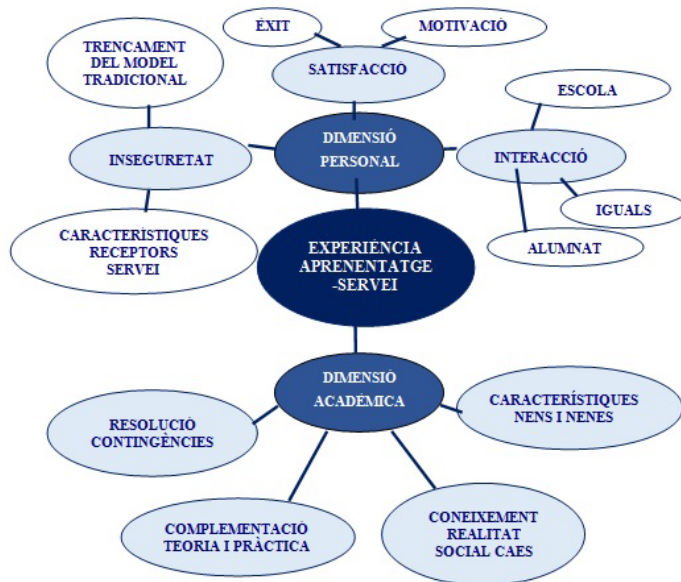 ÈXIT
MOTIVACIÓ
TRENCAMENT
DEL MODEL
TRADICIONAL
SATISFACCIÓ
ESCOLA
DIMENSIÓ
PERSONAL
INSEGURETAT
INTERACCIÓ
IGUALS
CARACTERÍSTIQUES
RECEPTORS
SERVEI
ALUMNAT
EXPERIÈNCIA
APRENENTATGE
-SERVEI
DIMENSIÓ
ACADÈMICA
CARACTERÍSTIQUES
NENS I NENES
RESOLUCIÓ
CONTINGÈNCIES
COMPLEMENTACIÓ
TEORIA I PRÀCTICA
CONEIXEMENT
REALITAT
SOCIAL CAES